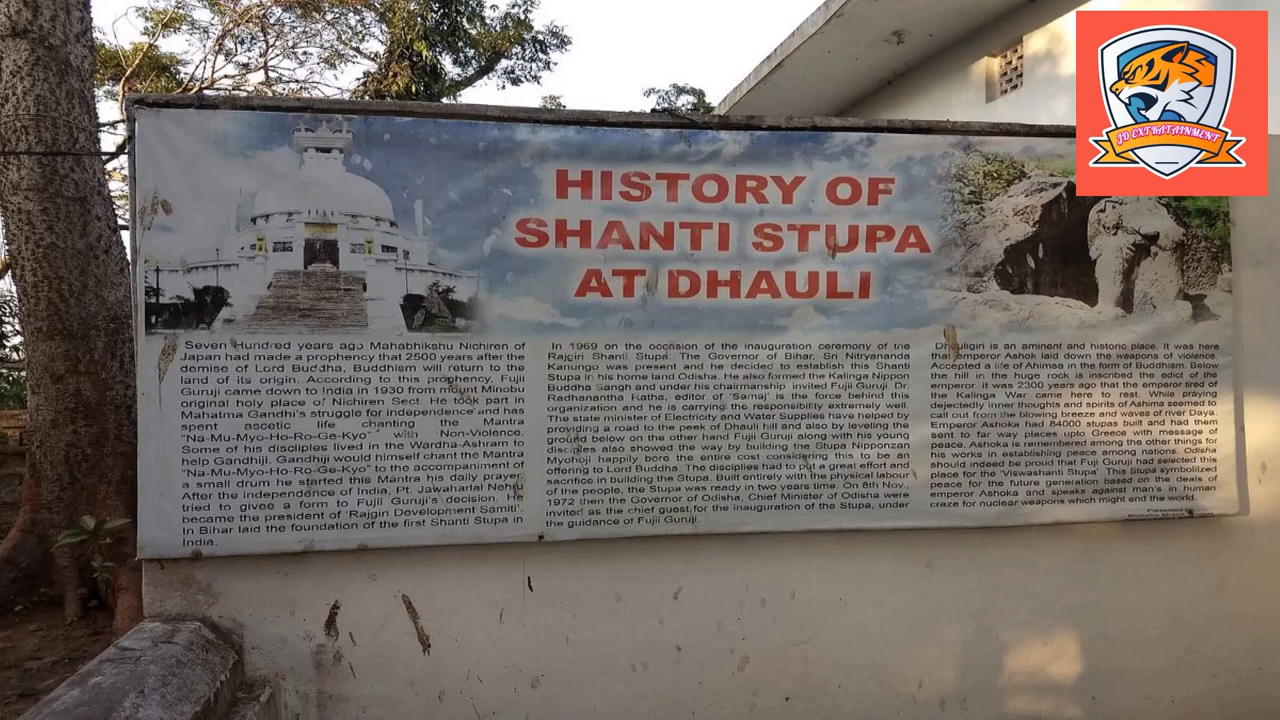 JD EXTRATAINMENT
HISTORY OF
SHANTI STUPA
AT DHAULI
Seven Hundred years ago Mahabhikshu Nichiren of
Japan had made a prophency that 2500 years after the
demise of Lord Buddha, Buddhism will return to the
land of its origin. According to this prophency, Fujii
Guruji came down to India in 1930 from mount Minobu
original holy place of Nichiren Sect. He took part in
Mahatma Gandhi's struggle for independence and has
spent ascetic life chanting the Mantra
"Na-Mu-Myo-Ho-Ro-Ge-Kyo" with Non-Violence.
Some of his discliples lived in the Wardha-Ashram to
help Gandhiji. Gandhiji would himself chant the Mantra
"Na-Mu-Myo-Ho-Ro-Ge-Kyo" to the accompaniment of
a small drum he started this Mantra his daily prayer.
After the independence of India, Pt. Jawaharlal Nehru
tried to givee a form to Fujii Guruji's decision. He
became the president of 'Rajgiri Development Samiti'.
In Bihar laid the foundation of the first Shanti Stupa in
India.
In 1969 on the occasion of the inauguration ceremony of the
Rajgiri Shanti Stupa. The Governor of Bihar, Sri Nityananda
Kanungo was present and he decided to establish this Shanti
Stupa in his home land Odisha. He also formed the Kalinga Nippon
Buddha Sangh and under his chairmanship invited Fujii Guruji. Dr.
Radhanantha Ratha, editor of 'Samaj' is the force behind this
organization and he is carrying the responsibility extremely well.
The state minister of Electricity and Water Supplies have helped by
providing a road to the peek of Dhauli hill and also by leveling the
ground below on the other hand Fujii Guruji along with his young
disciples also showed the way by building the Stupa Nipponzan
Myohoji happily bore the entire cost considering this to be an
offering to Lord Buddha. The disciplies had to put a great effort and
sacrifice in building the Stupa. Built entirely with the physical labour
of the people, the Stupa was ready in two years time. On 8th Nov.,
1972 then the Governor of Odisha, Chief Minister of Odisha were
invited as the chief guest for the inauguration of the Stupa, under
the guidance of Fujii Guruji.
Dhauligiri is an eminent and historic place. It was here
that emperor Ashok laid down the weapons of violence.
Accepted a life of Ahimsa in the form of Buddhism. Below
the hill in the huge rock is inscribed the edict of the
emperor. it was 2300 years ago that the emperor tired of
the Kalinga War came here to rest. While praying
dejectedly inner thoughts and spirits of Ashima seemed to
call out from the blowing breeze and waves of river Daya.
Emperor Ashoka had 84000 stupas built and had them
sent to far way places upto Greece with message of
peace. Ashoka is remembered among the other things for
his works in establishing peace among nations. Odisha
should indeed be proud that Fuji Guruji had selected this
place for the 'Viswashanti Stupa'. This Stupa symbolilzed
peace for the future generation based on the deals of
emperor Ashoka and speaks against man's in human
craze for nuclear weapons which might end the world.
Presented by